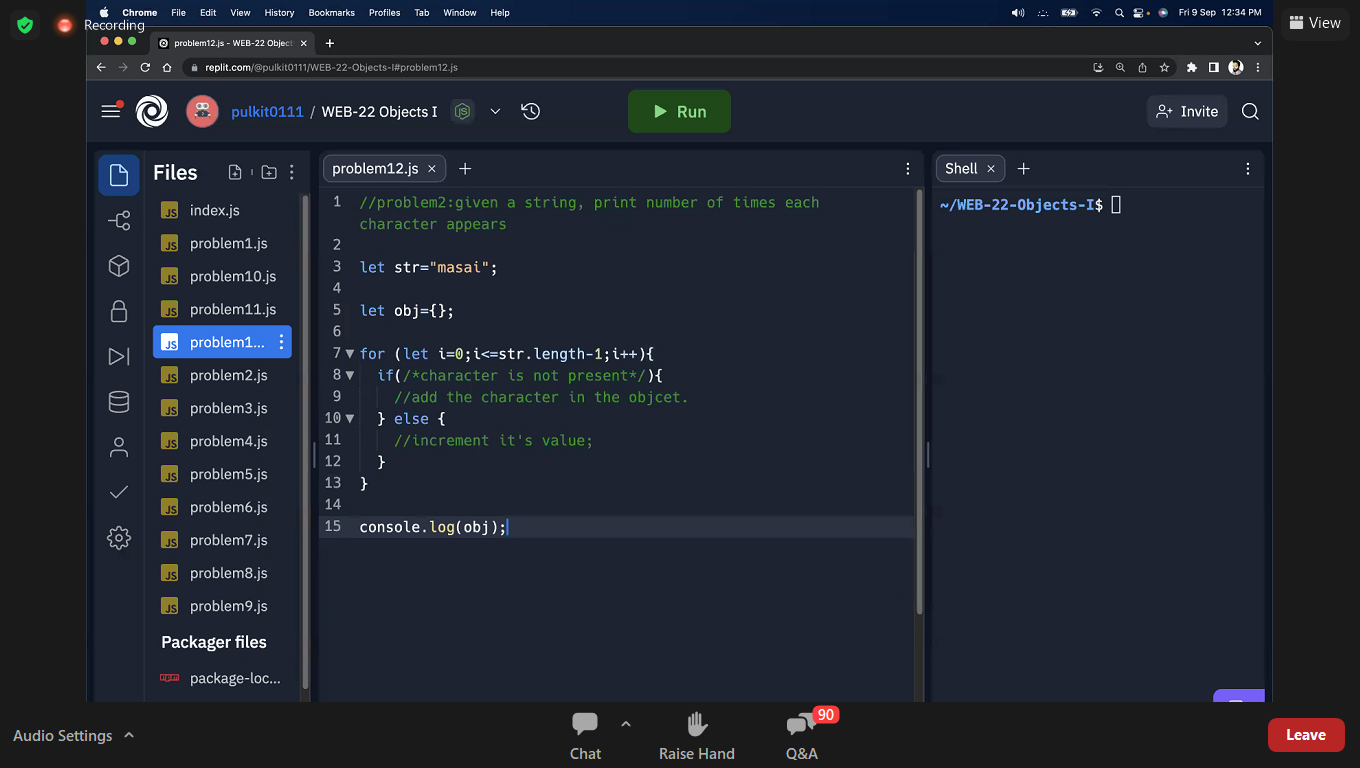 Recording
Chrome File Edit View History Bookmarks Profiles Tab Window Help
Fri 9 Sep 12:34 PM
View
problem12.js - WEB-22 Object
replit.com/@pulkit0111/WEB-22-Objects-I#problem12.js
pulkit0111 / WEB-22 Objects I
Run
Invite
Files
index.js
problem1.js
problem10.js
problem11.js
problem1...
problem2.js
problem3.js
problem4.js
problem5.js
problem6.js
problem7.js
problem8.js
problem9.js
Packager files
package-loc...
problem12.js
1 //problem2:given a string, print number of times each
character appears
2
3 let str="masai";
4
5 let obj={};
6
7 for (let i=0;i<=str.length-1;i++){
8 if(/*character is not present*/){
9 //add the character in the objcet.
10 } else {
11 //increment it's value;
12 }
13 }
14
15 console.log(obj);
Shell
~/WEB-22-Objects-I$
Audio Settings
Chat
Raise Hand
90
Q&A
Leave